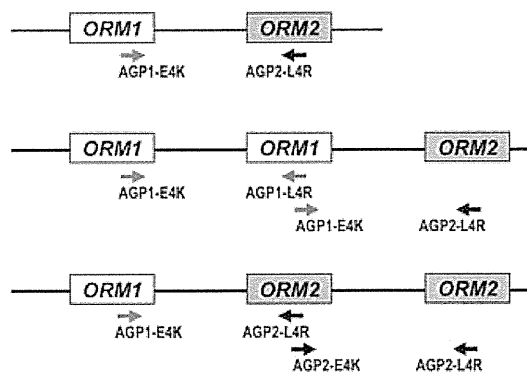 ORM1 ORM2
AGP1-E4K AGP2-L4R
ORM1 ORM1 ORM2
AGP1-E4K AGP1-L4R
AGP1-E4K AGP2-L4R
ORM1 ORM2 ORM2
AGP1-E4K AGP2-L4R
AGP2-E4K AGP2-L4R